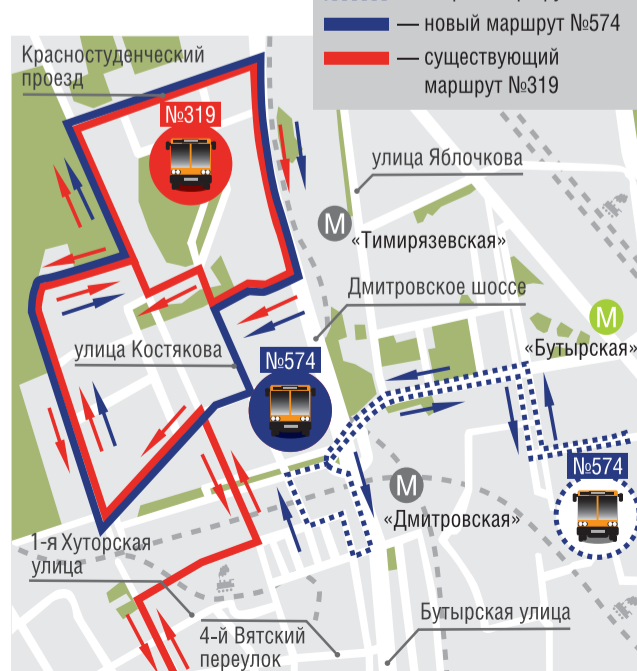 — новый маршрут №574
— существующий
маршрут №319
Красностуденческий
проезд
№319
улица Яблочкова
М
«Тимирязевская»
Дмитровское шоссе
М
«Бутырская»
улица Костякова
№574
№574
М
«Дмитровская»
1-я Хуторская
улица
4-й Вятский
переулок
Бутырская улица